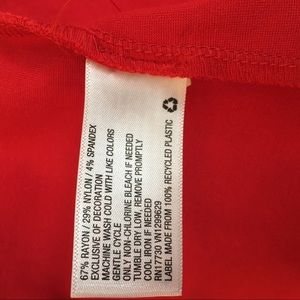 67% RAYON / 29% NYLON / 4% SPANDEX
EXCLUSIVE OF DECORATION
MACHINE WASH COLD WITH LIKE COLORS
GENTLE CYCLE
ONLY NON-CHLORINE BLEACH IF NEEDED
TUMBLE DRY LOW, REMOVE PROMPTLY
COOL IRON IF NEEDED
RN17730 VN1299629
LABEL MADE FROM 100% RECYCLED PLASTIC